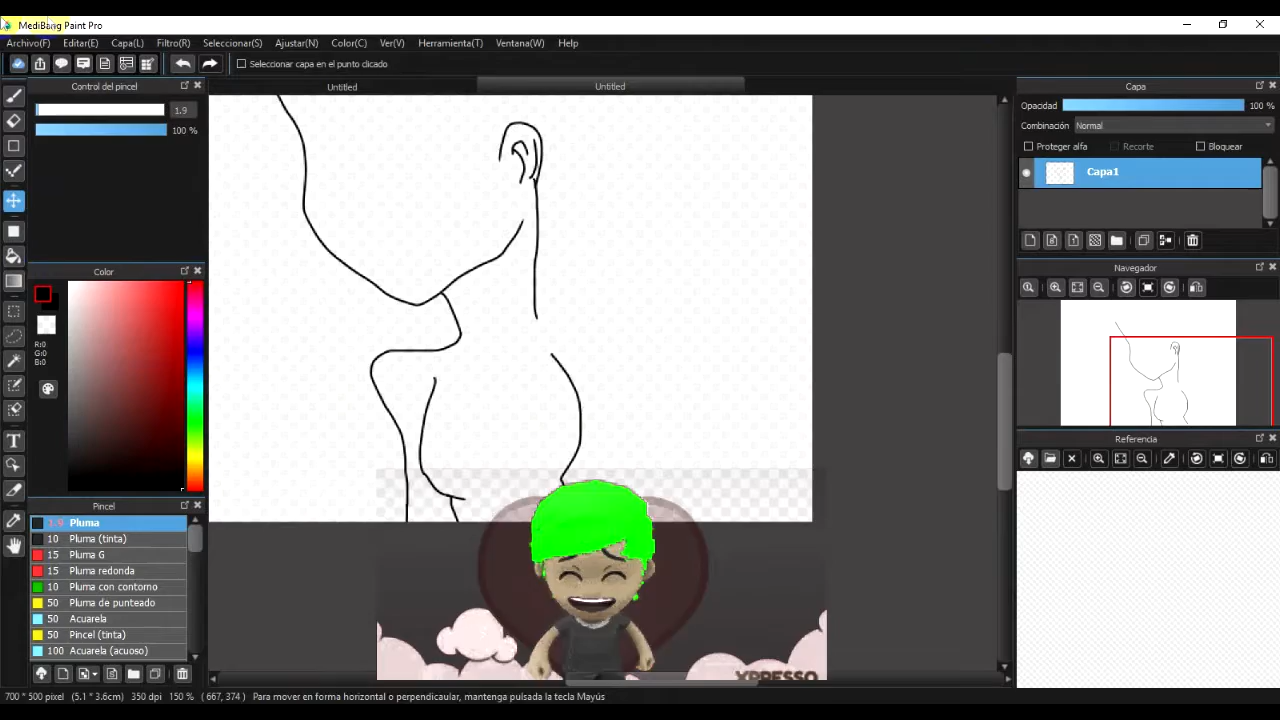 MediBang Paint Pro
Archivo(F) Editar(E) Capa(L) Filtro(R) Seleccionar(S) Ajustar(N) Color(C) Ver(V) Herramienta(T) Ventana(W) Help
Seleccionar capa en el punto clicado
Control del pincel
Untitled
Untitled
Capa
1.9
100 %
Opacidad 100 %
Combinación Normal
Proteger alfa Recorte Bloquear
Capa1
Color
R:0
G:0
B:0
Navegador
Referencia
Pincel
1.9 Pluma
10 Pluma (tinta)
15 Pluma G
15 Pluma redonda
10 Pluma con contorno
50 Pluma de punteado
50 Acuarela
50 Pincel (tinta)
100 Acuarela (acuoso)
XPRESSO
700 * 500 pixel (5.1 * 3.6cm) 350 dpi 150 % ( 667, 374 ) Para mover en forma horizontal o perpendicaular, mantenga pulsada la tecla Mayús